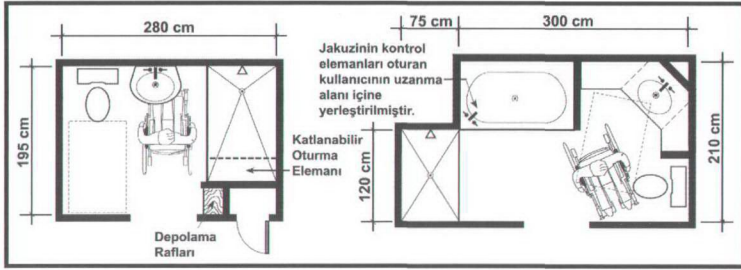 280 cm
195 cm
Katlanabilir
Oturma
Elemanı
Depolama
Rafları
75 cm
300 cm
Jakuzinin kontrol
elemanları oturan
kullanıcının uzanma
alanı içine
yerleştirilmiştir.
120 cm
210 cm